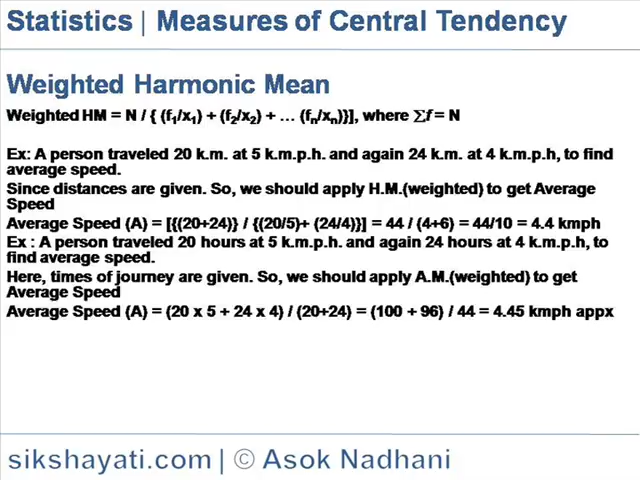 Statistics | Measures of Central Tendency
Weighted Harmonic Mean
Weighted HM = N / { (f₁/x₁) + (f₂/x₂) + … (fₙ/xₙ)}], where ∑f = N
Ex: A person traveled 20 k.m. at 5 k.m.p.h. and again 24 k.m. at 4 k.m.p.h, to find
average speed.
Since distances are given. So, we should apply H.M.(weighted) to get Average
Speed
Average Speed (A) = [{(20+24)} / {(20/5)+ (24/4)}] = 44 / (4+6) = 44/10 = 4.4 kmph
Ex : A person traveled 20 hours at 5 k.m.p.h. and again 24 hours at 4 k.m.p.h, to
find average speed.
Here, times of journey are given. So, we should apply A.M.(weighted) to get
Average Speed
Average Speed (A) = (20 x 5 + 24 x 4) / (20+24) = (100 + 96) / 44 = 4.45 kmph appx
sikshayati.com | © Asok Nadhani